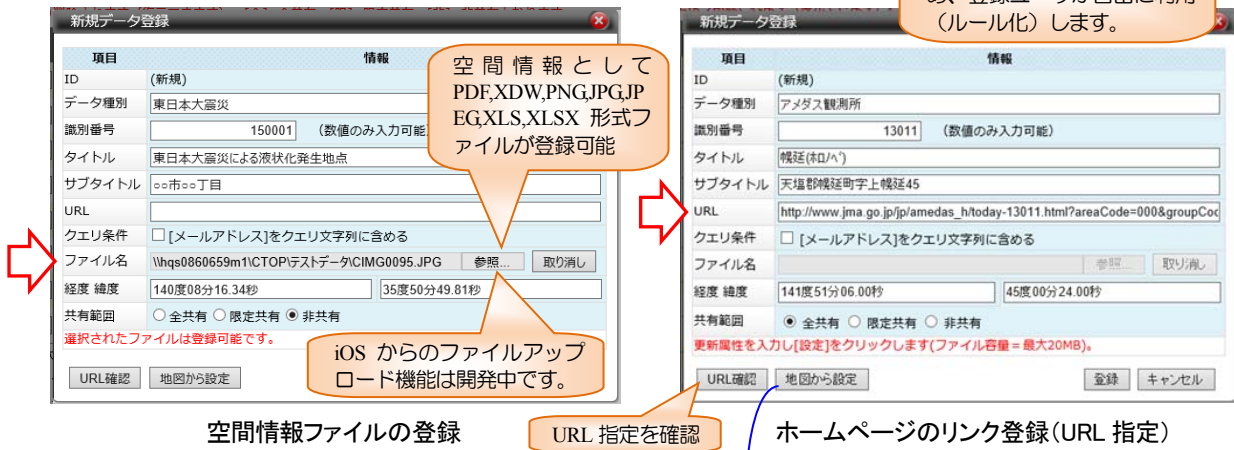 新規データ登録
項目 情報
ID (新規)
データ種別 東日本大震災
識別番号 150001 (数値のみ入力可能)
タイトル 東日本大震災による液状化発生地点
サブタイトル ○○市○○丁目
URL
クエリ条件 [メールアドレス]をクエリ文字列に含める
ファイル名 \\hqs0860659m1\CTOP\テストデータ\CIMG0095.JPG 参照... 取り消し
経度 緯度 140度08分16.34秒 35度50分49.81秒
共有範囲 全共有 限定共有 非共有
選択されたファイルは登録可能です。
URL確認 地図から設定
空間情報として
PDF,XDW,PNG,JPG,JP
EG,XLS,XLSX 形式フ
ァイルが登録可能
iOS からのファイルアップ
ロード機能は開発中です。
空間情報ファイルの登録
新規データ登録
(ルール化)します。
項目 情報
ID (新規)
データ種別 アメダス観測所
識別番号 13011 (数値のみ入力可能)
タイトル 幌延(ホロノベ)
サブタイトル 天塩郡幌延町字上幌延45
URL http://www.jma.go.jp/jp/amedas_h/today-13011.html?areaCode=000&groupCod
クエリ条件 [メールアドレス]をクエリ文字列に含める
ファイル名 参照... 取り消し
経度 緯度 141度51分06.00秒 45度00分24.00秒
共有範囲 全共有 限定共有 非共有
更新属性を入力し[設定]をクリックします(ファイル容量=最大20MB)。
URL確認 地図から設定 登録 キャンセル
URL 指定を確認
ホームページのリンク登録(URL 指定)